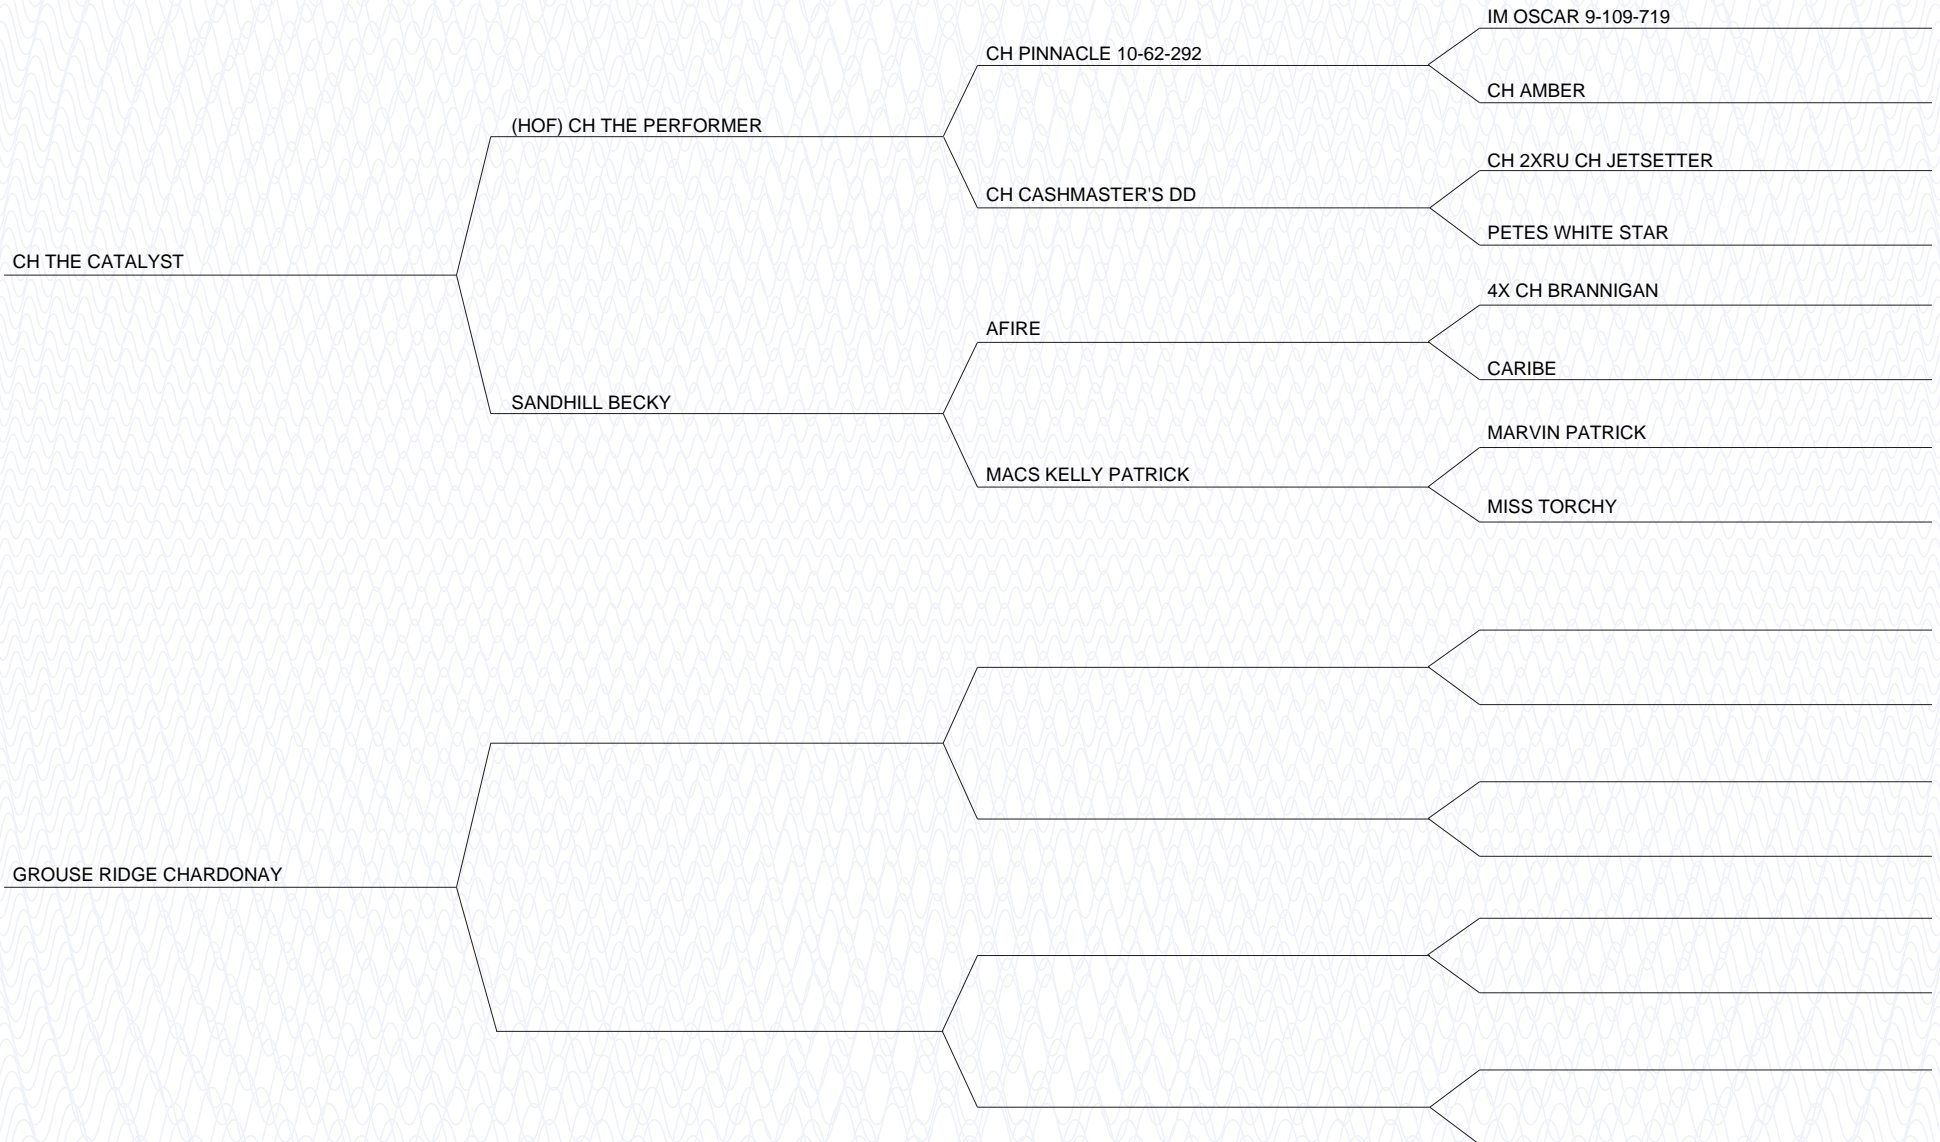 IM OSCAR 9-109-719
CH PINNACLE 10-62-292
CH AMBER
(HOF) CH THE PERFORMER
CH 2XRU CH JETSETTER
CH CASHMASTER'S DD
PETES WHITE STAR
CH THE CATALYST
4X CH BRANNIGAN
AFIRE
CARIBE
SANDHILL BECKY
MARVIN PATRICK
MACS KELLY PATRICK
MISS TORCHY
GROUSE RIDGE CHARDONAY